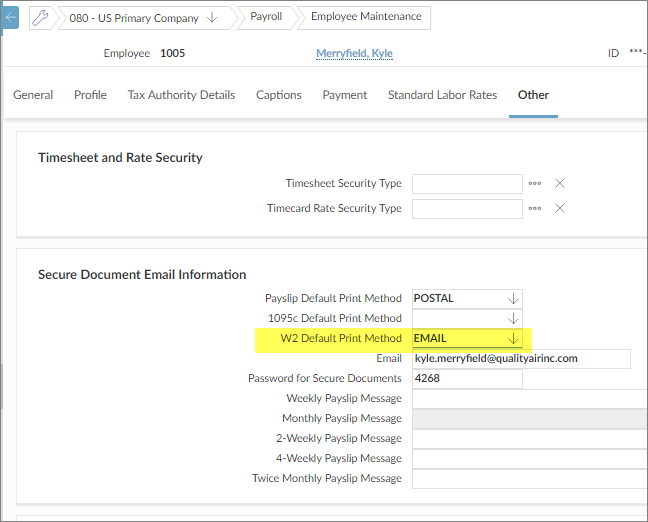 080 - US Primary Company Payroll Employee Maintenance
Employee 1005 Merryfield, Kyle ID ***-
General Profile Tax Authority Details Captions Payment Standard Labor Rates Other
Timesheet and Rate Security
Timesheet Security Type
Timecard Rate Security Type
Secure Document Email Information
Payslip Default Print Method POSTAL
1095c Default Print Method
W2 Default Print Method EMAIL
Email kyle.merryfield@qualityairinc.com
Password for Secure Documents 4268
Weekly Payslip Message
Monthly Payslip Message
2-Weekly Payslip Message
4-Weekly Payslip Message
Twice Monthly Payslip Message